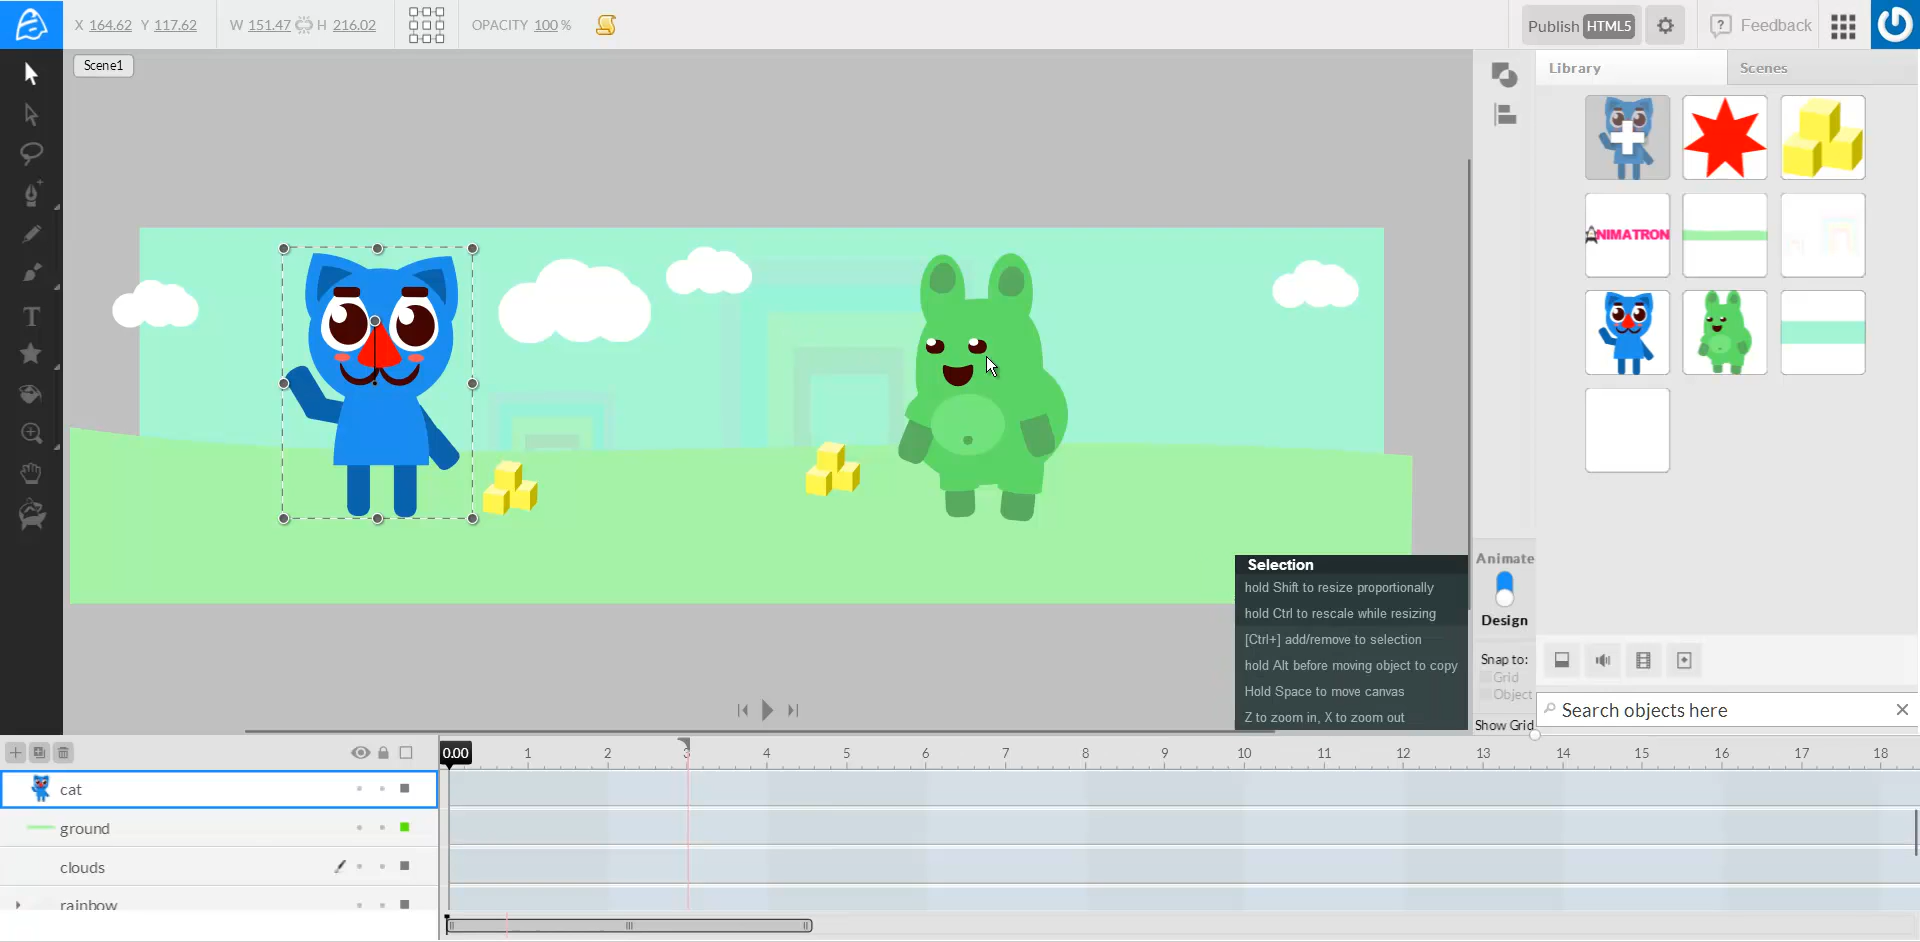 X 164.62 Y 117.62 W 151.47 H 216.02 OPACITY 100 % Publish HTML5 Feedback
Scene1
Library Scenes
ANIMATRON
Selection
hold Shift to resize proportionally
hold Ctrl to rescale while resizing
[Ctrl+] add/remove to selection
hold Alt before moving object to copy
Hold Space to move canvas
Z to zoom in, X to zoom out
Animate
Design
Snap to:
Grid
Object
Show Grid
Search objects here
0.00 1 2 3 4 5 6 7 8 9 10 11 12 13 14 15 16 17 18
cat
ground
clouds
rainbow